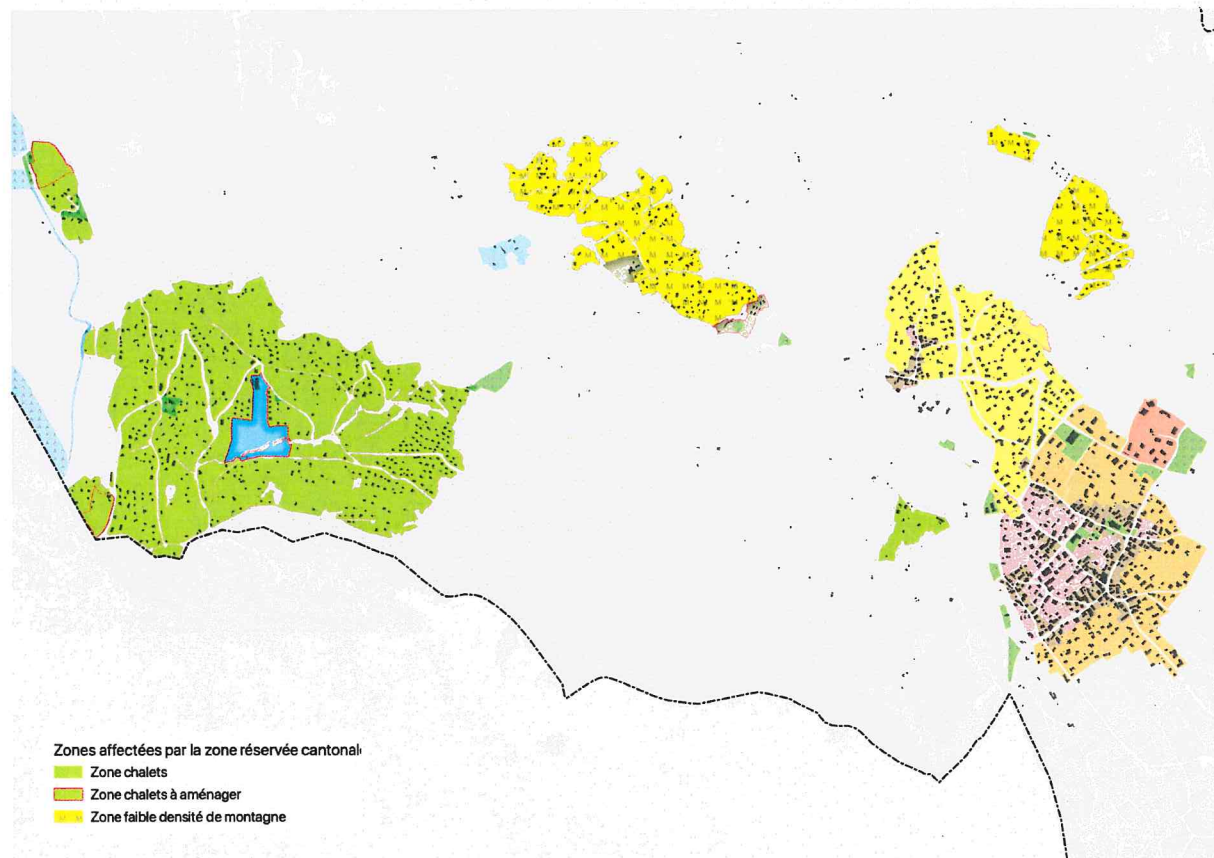 Zones affectées par la zone réservée cantonal
Zone chalets
Zone chalets à aménager
M M Zone faible densité de montagne